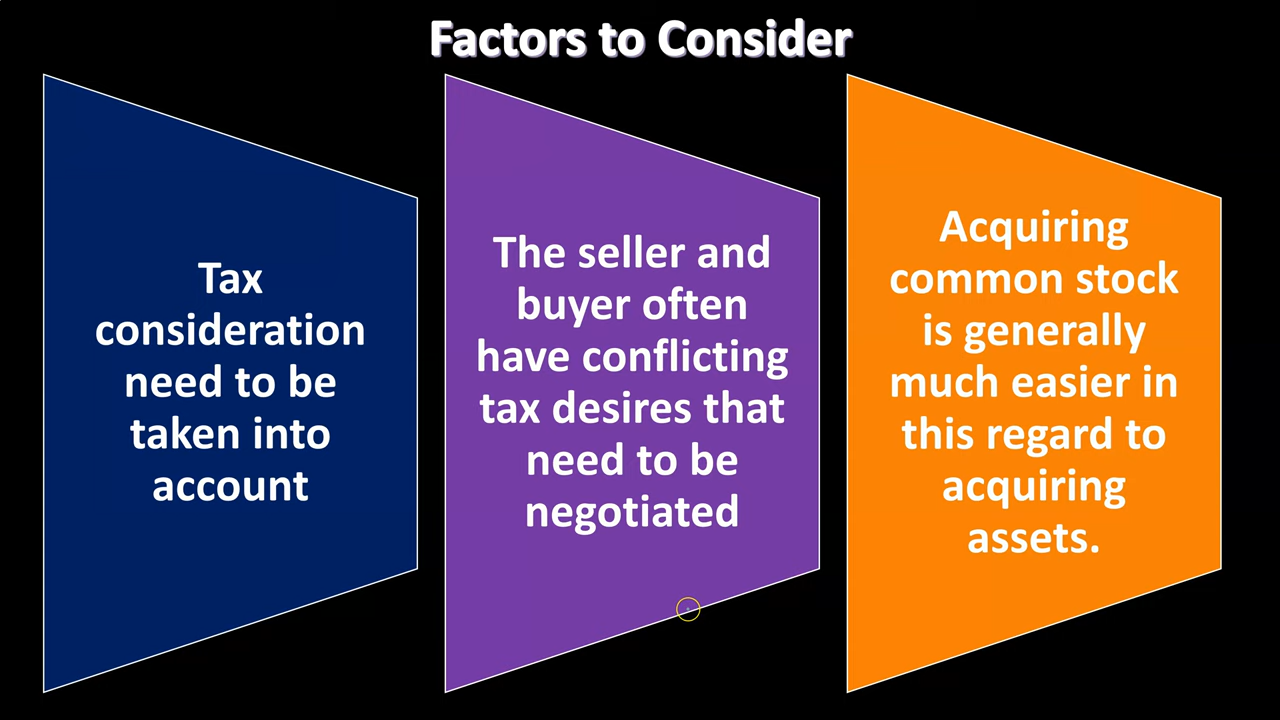 Factors to Consider
Tax
consideration
need to be
taken into
account
The seller and
buyer often
have conflicting
tax desires that
need to be
negotiated
Acquiring
common stock
is generally
much easier in
this regard to
acquiring
assets.